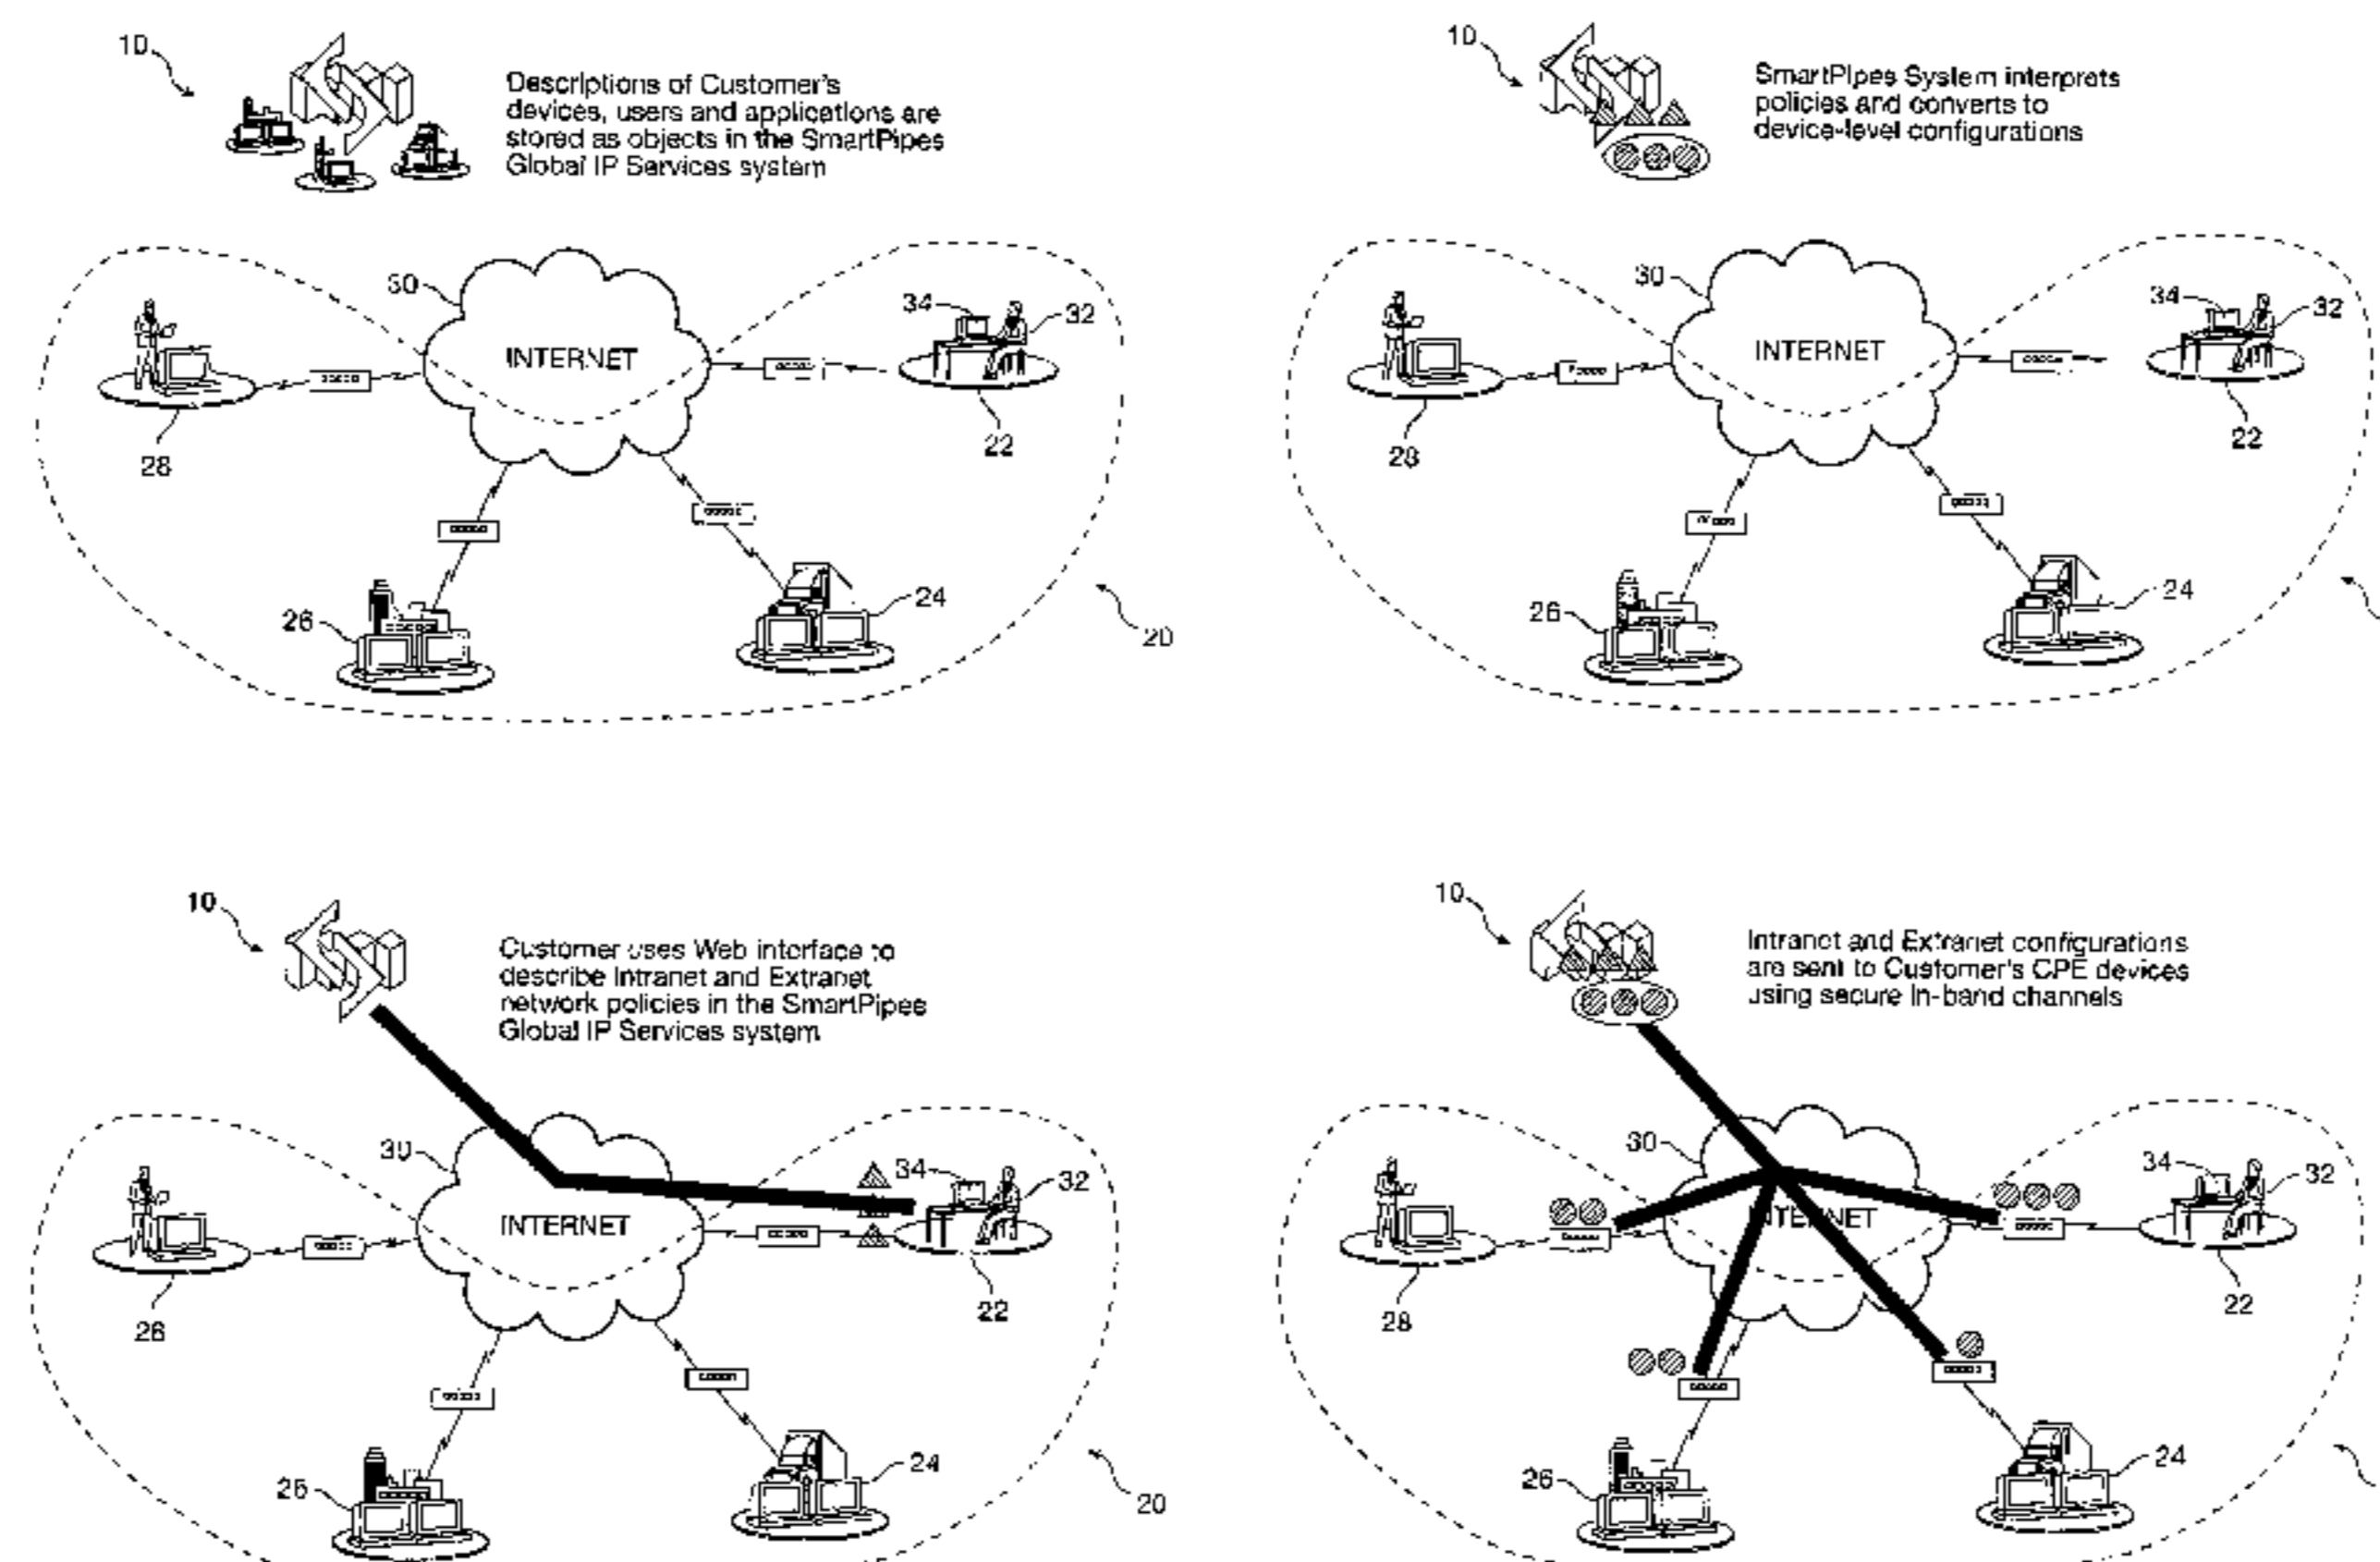 10
Descriptions of Customer's
devices, users and applications are
stored as objects in the SmartPipes
Global IP Services system
30
INTERNET
34
32
28
22
26
24
20
10
SmartPipes System interprets
policies and converts to
device-level configurations
30
INTERNET
34
32
28
22
26
24
10
Customer uses Web interface to
describe Intranet and Extranet
network policies in the SmartPipes
Global IP Services system
30
INTERNET
34
32
26
22
26
24
20
10
Intranet and Extranet configurations
are sent to Customer's CPE devices
using secure In-band channels
30
INTERNET
34
32
28
22
26
24